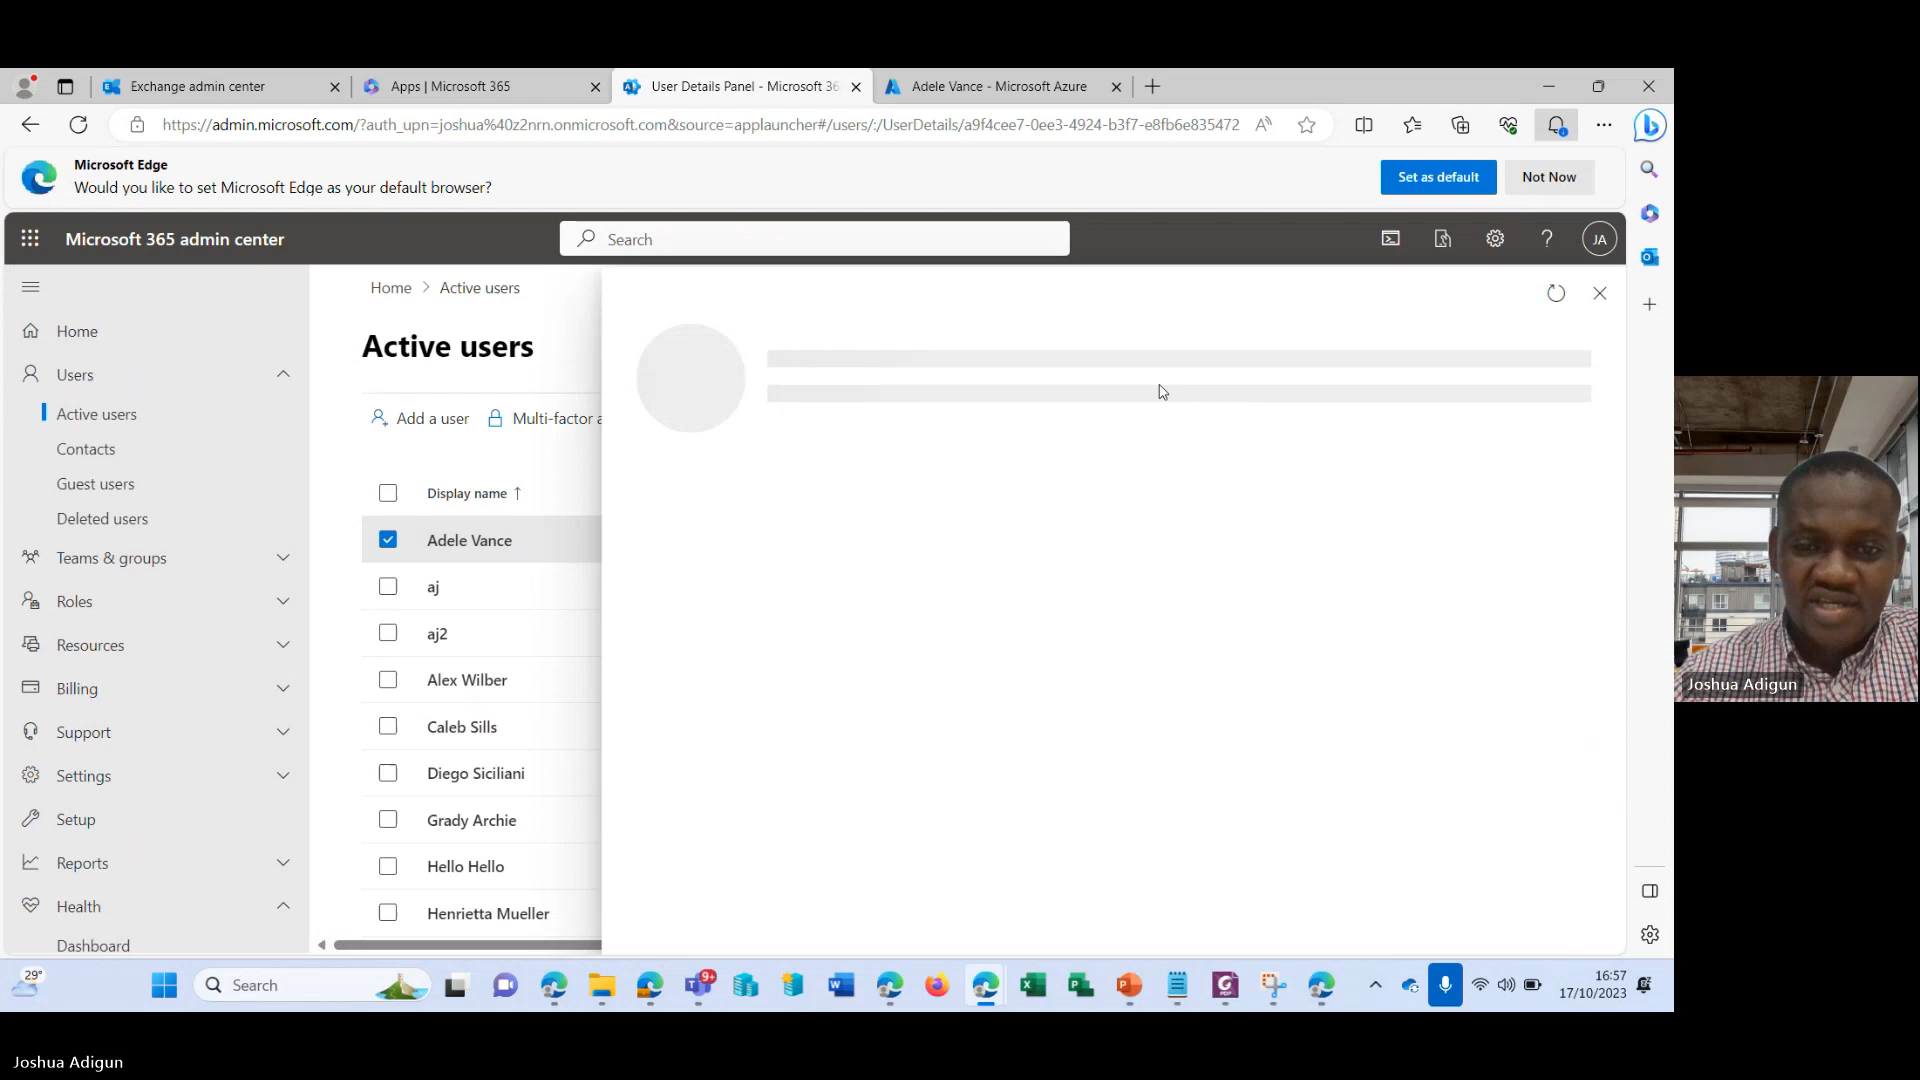 Exchange admin center
Apps | Microsoft 365
User Details Panel - Microsoft 36
Adele Vance - Microsoft Azure
https://admin.microsoft.com/?auth_upn=joshua%40z2nrn.onmicrosoft.com&source=applauncher#/users/:/UserDetails/a9f4cee7-0ee3-4924-b3f7-e8fb6e835472
Microsoft Edge
Would you like to set Microsoft Edge as your default browser?
Set as default
Not Now
Microsoft 365 admin center
Search
JA
Home > Active users
Active users
Home
Users
Active users
Contacts
Guest users
Deleted users
Teams & groups
Roles
Resources
Billing
Support
Settings
Setup
Reports
Health
Dashboard
Add a user
Multi-factor a
Display name ↑
Adele Vance
aj
aj2
Alex Wilber
Caleb Sills
Diego Siciliani
Grady Archie
Hello Hello
Henrietta Mueller
Joshua Adigun
29°
Search
9+
16:57
17/10/2023
Joshua Adigun